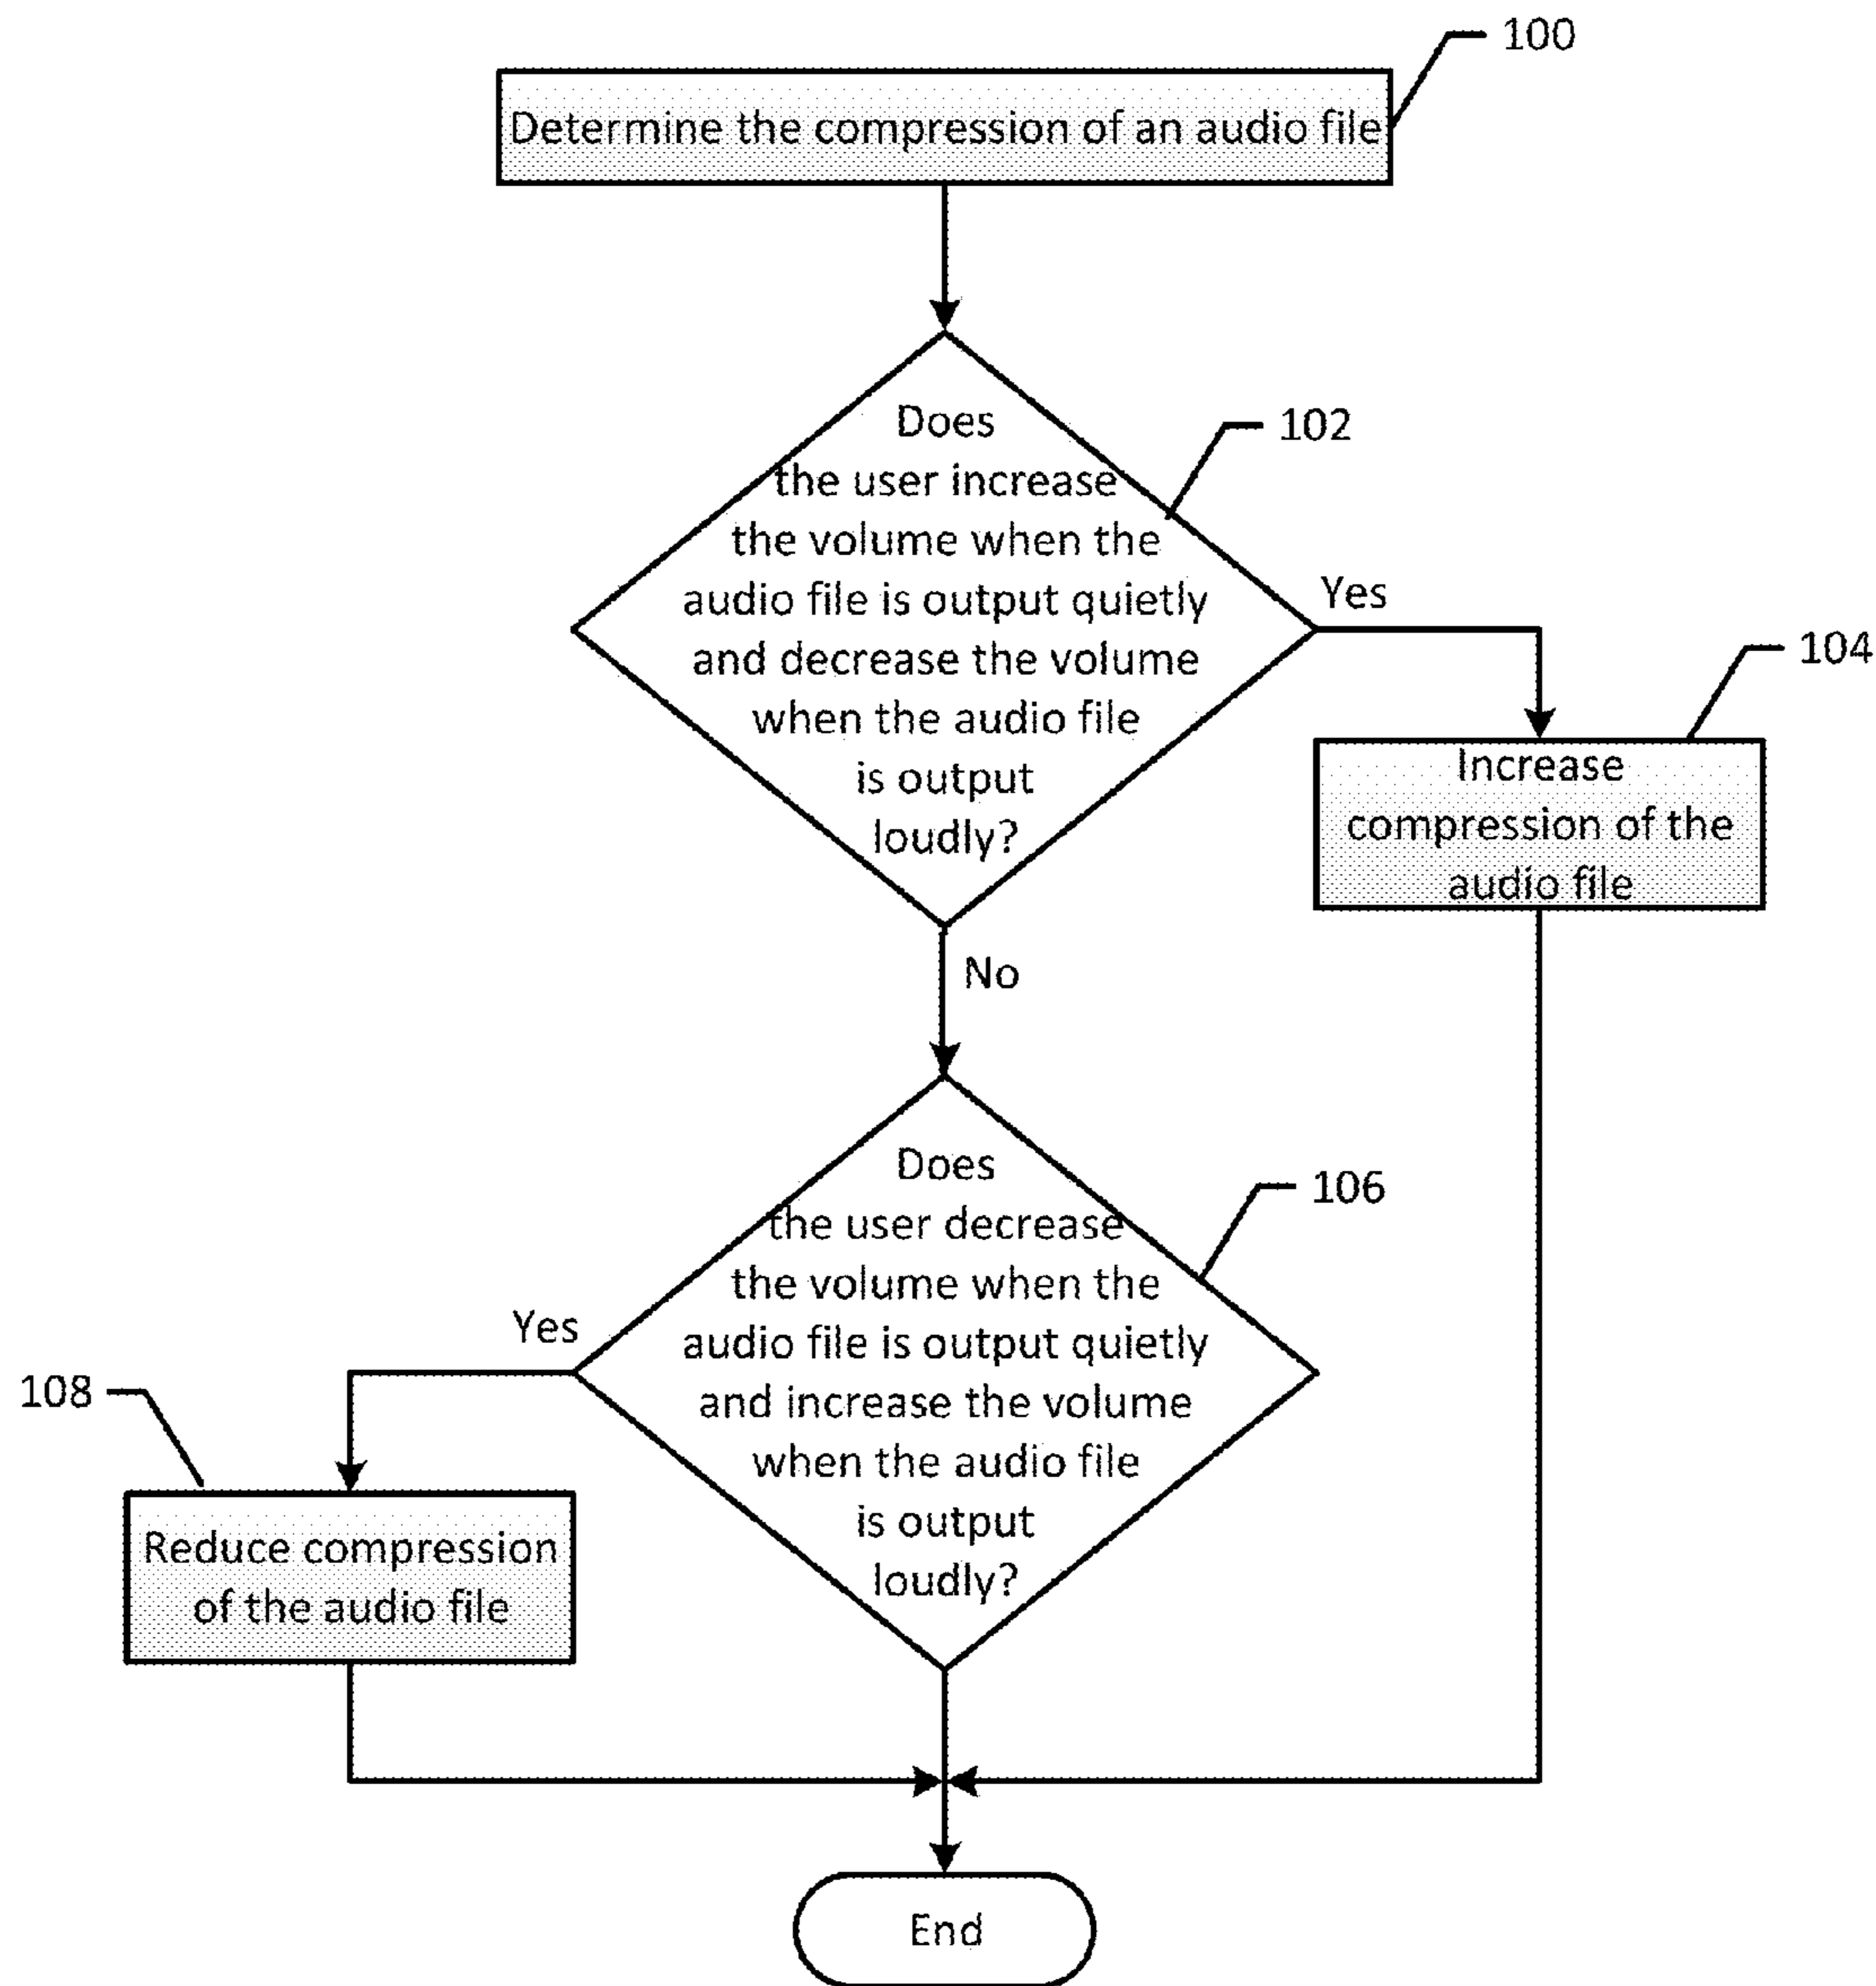 100
Determine the compression of an audio file
Does
the user increase
the volume when the
audio file is output quietly
and decrease the volume
when the audio file
is output
loudly?
102
Yes
104
Increase
compression of the
audio file
No
Does
the user decrease
the volume when the
audio file is output quietly
and increase the volume
when the audio file
is output
loudly?
106
Yes
108
Reduce compression
of the audio file
End